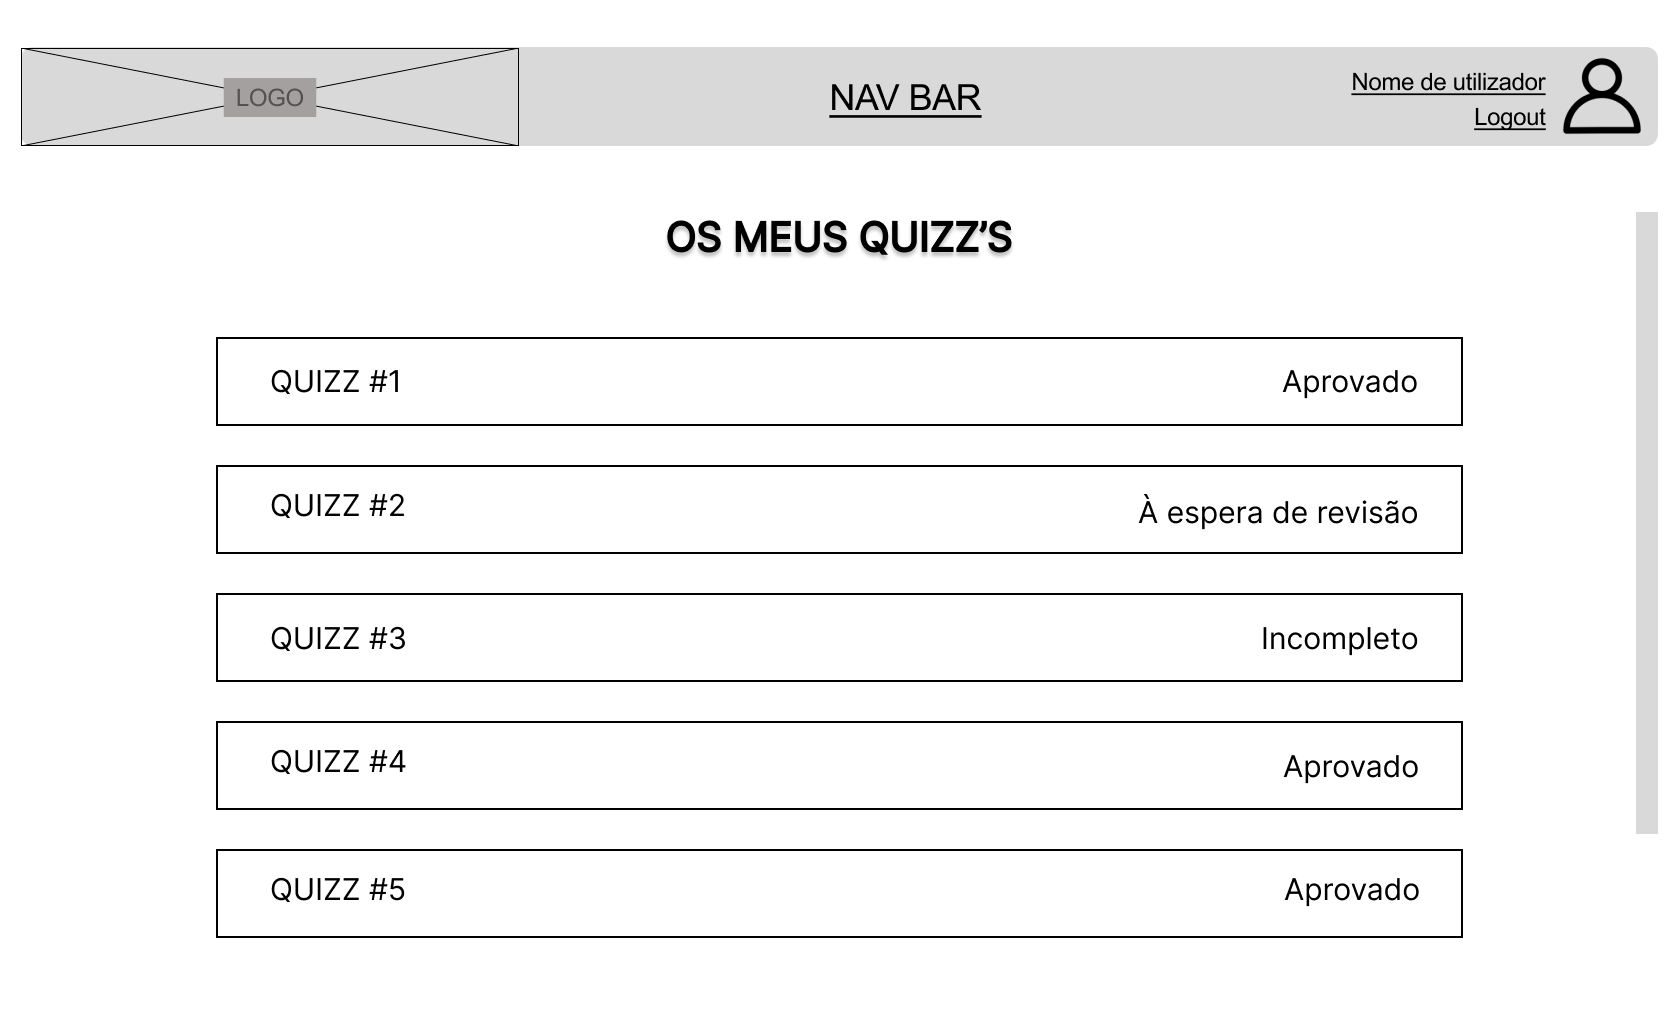 LOGO
NAV BAR
Nome de utilizador
Logout
OS MEUS QUIZZ’S
QUIZZ #1 Aprovado
QUIZZ #2 À espera de revisão
QUIZZ #3 Incompleto
QUIZZ #4 Aprovado
QUIZZ #5 Aprovado